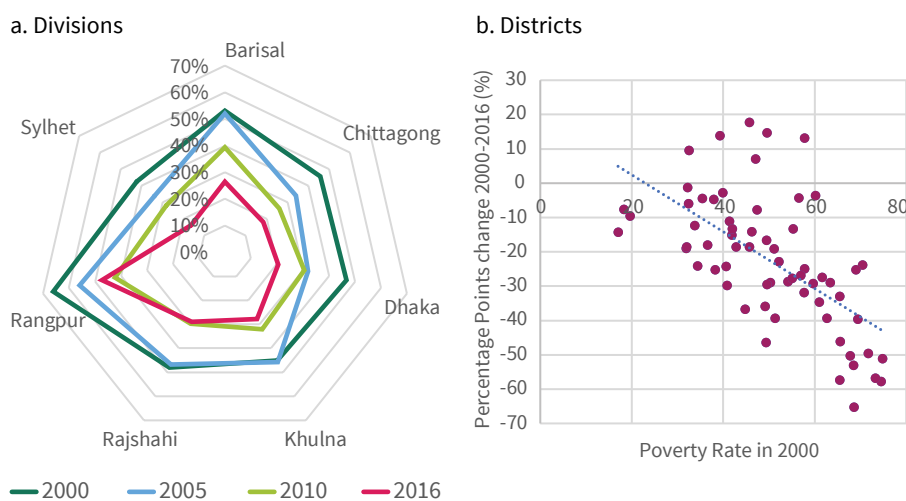 a. Divisions
Barisal
70%
60%
50%
40%
30%
20%
10%
0%
Chittagong
Dhaka
Khulna
Rajshahi
Rangpur
Sylhet
2000 2005 2010 2016
b. Districts
Percentage Points change 2000-2016 (%)
30
20
10
0
-10
-20
-30
-40
-50
-60
-70
0 20 40 60 80
Poverty Rate in 2000